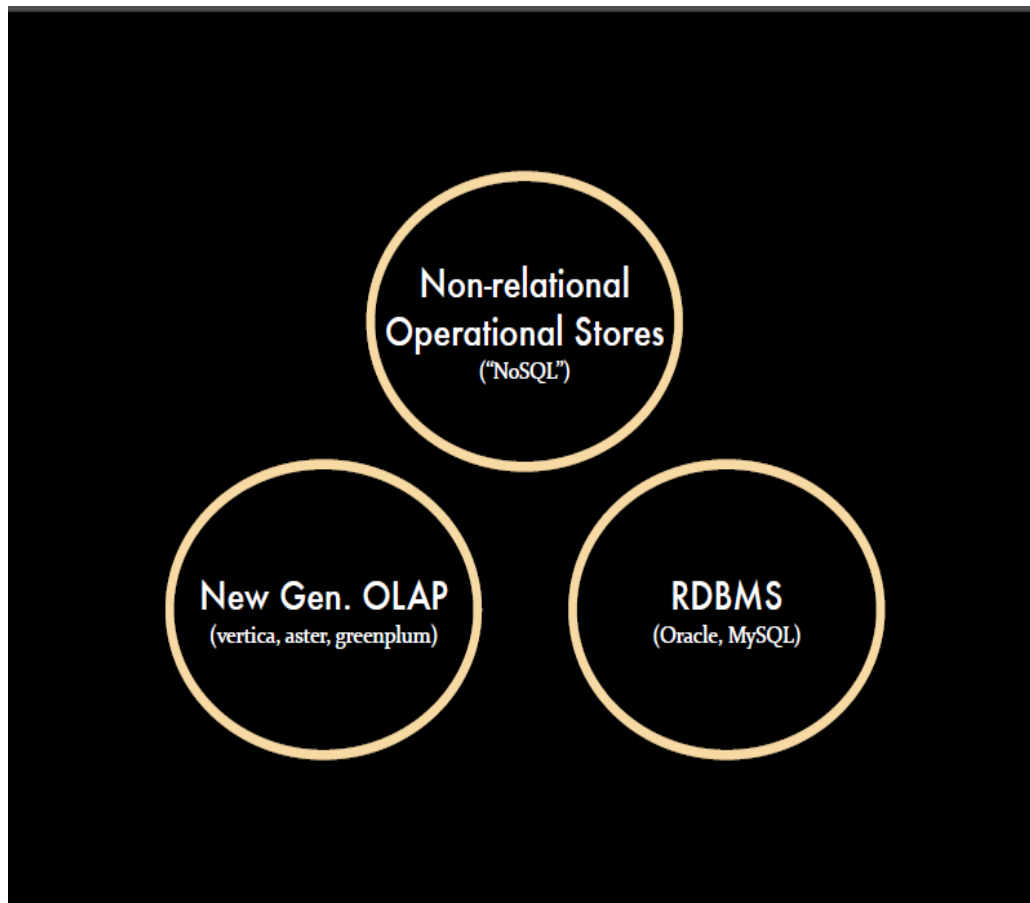 Non-relational
Operational Stores
(“NoSQL”)
New Gen. OLAP
(vertica, aster, greenplum)
RDBMS
(Oracle, MySQL)